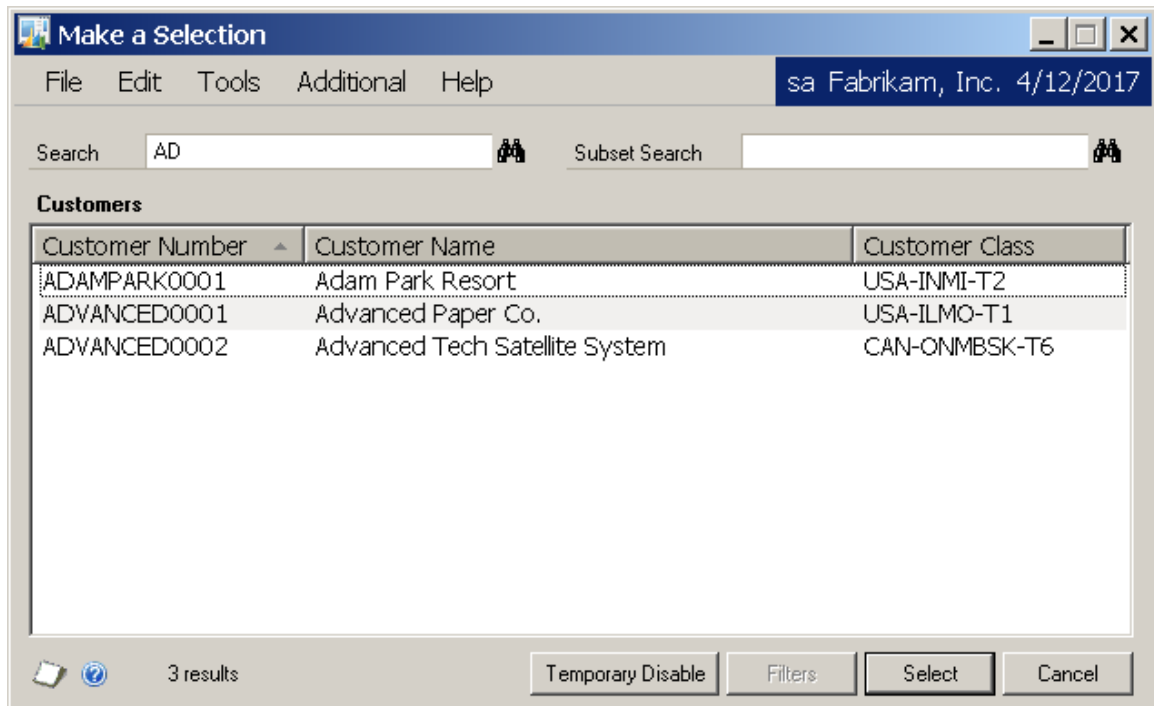 Make a Selection
File Edit Tools Additional Help sa Fabrikam, Inc. 4/12/2017
Search AD Subset Search
Customers
Customer Number Customer Name Customer Class
ADAMPARK0001 Adam Park Resort USA-INMI-T2
ADVANCED0001 Advanced Paper Co. USA-ILMO-T1
ADVANCED0002 Advanced Tech Satellite System CAN-ONMBSK-T6
3 results Temporary Disable Filters Select Cancel